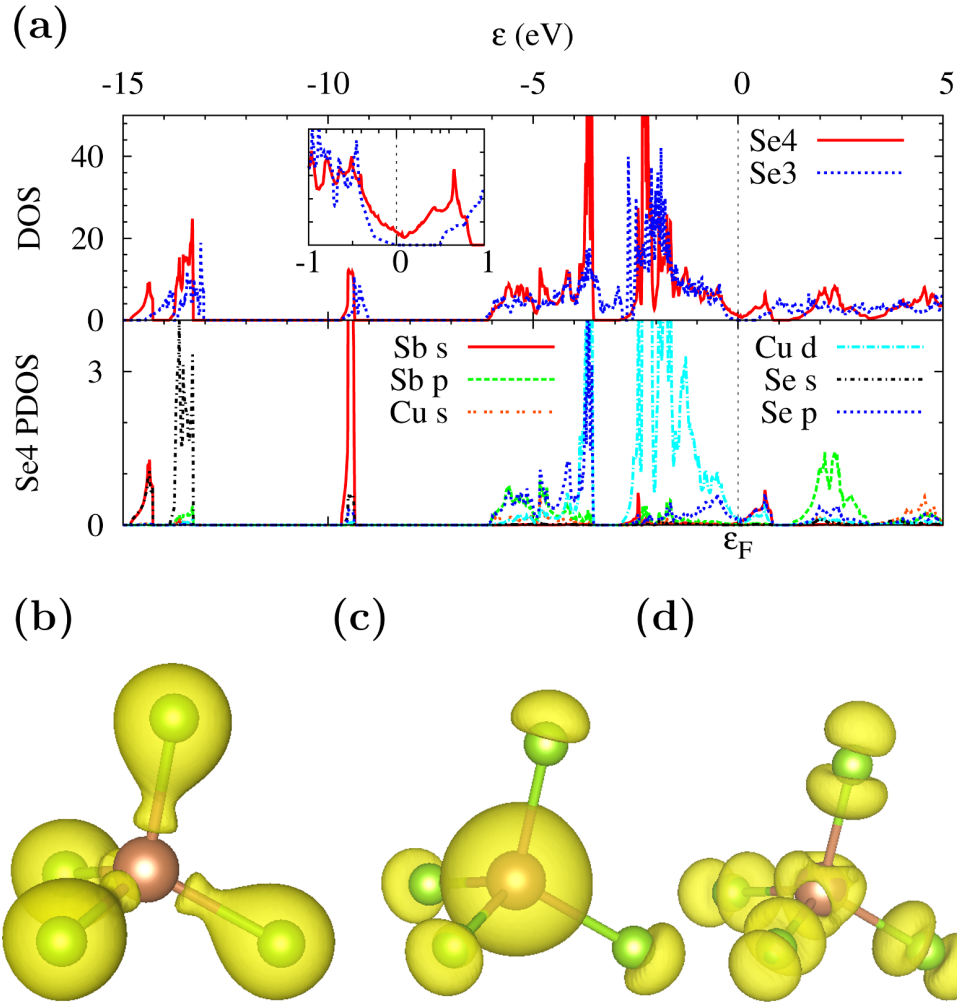 (a)
ε (eV)
-15 -10 -5 0 5
DOS
40
20
0
Se4
Se3
-1 0 1
Se4 PDOS
3
0
Sb s
Sb p
Cu s
Cu d
Se s
Se p
ε_F
(b) (c) (d)